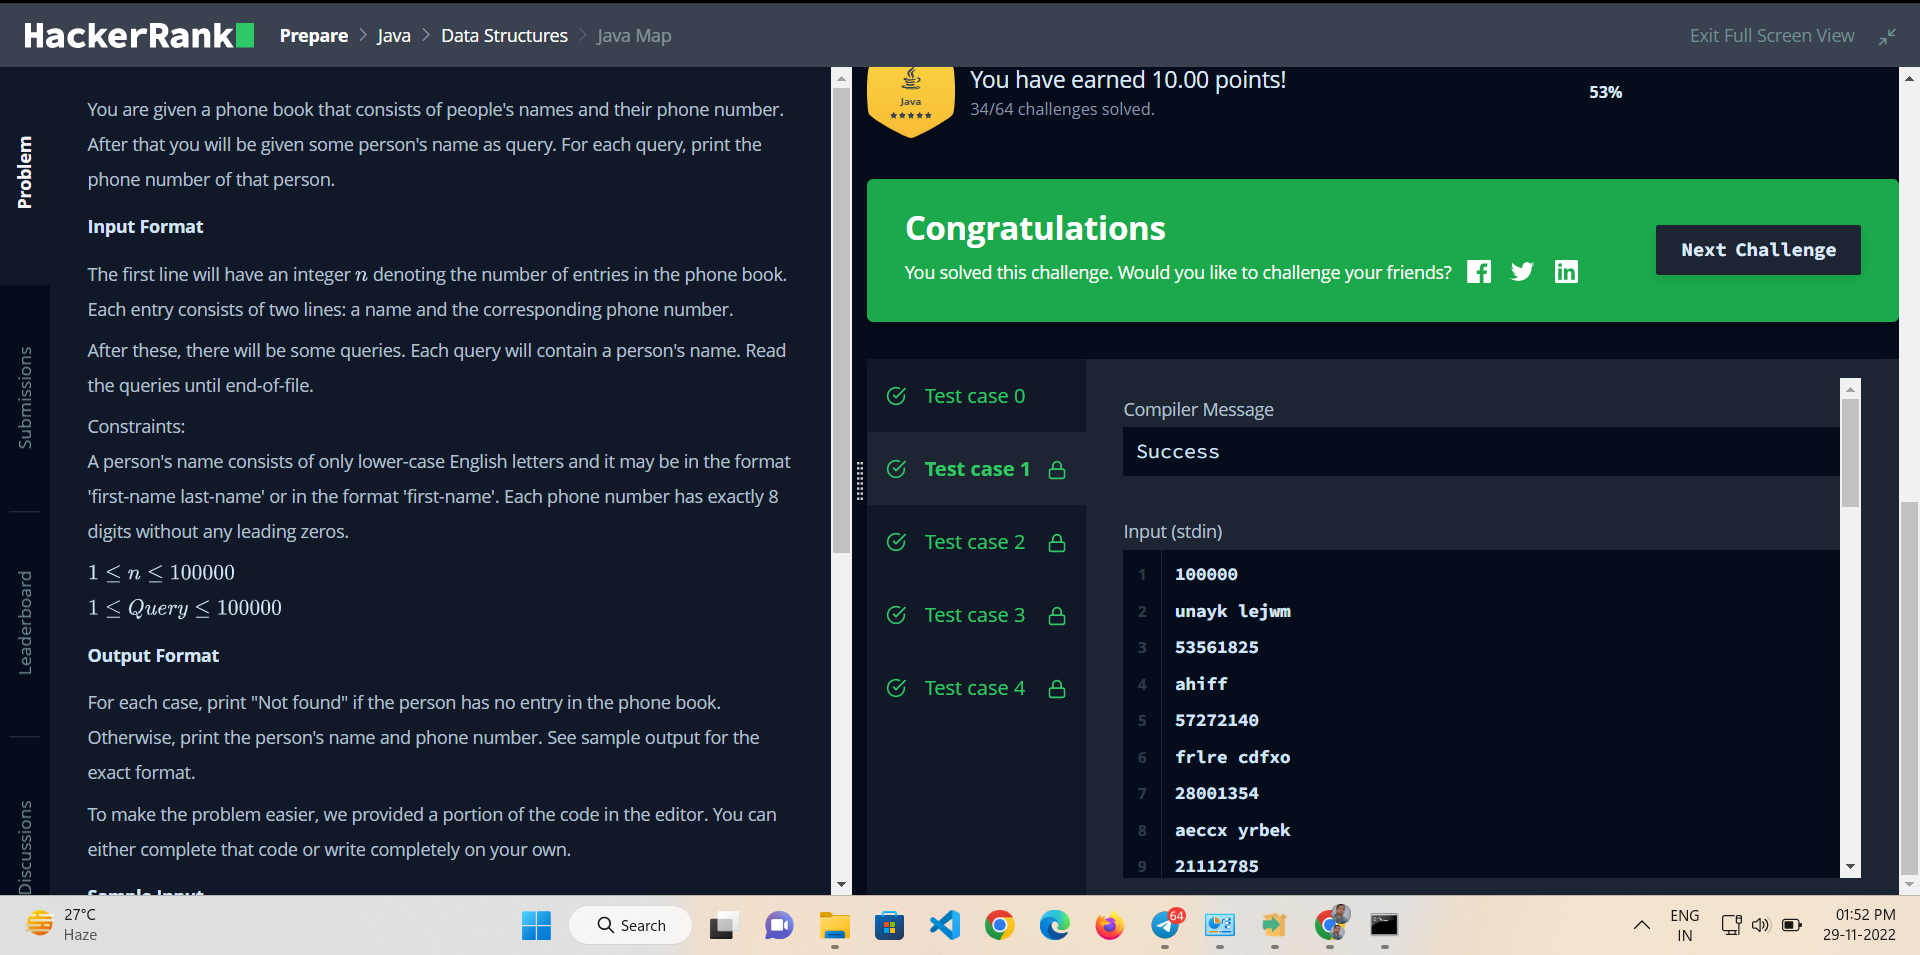 HackerRank
Prepare > Java > Data Structures > Java Map
Exit Full Screen View
Problem
Submissions
Leaderboard
Discussions
You are given a phone book that consists of people's names and their phone number.
After that you will be given some person's name as query. For each query, print the
phone number of that person.
Input Format
The first line will have an integer n denoting the number of entries in the phone book.
Each entry consists of two lines: a name and the corresponding phone number.
After these, there will be some queries. Each query will contain a person's name. Read
the queries until end-of-file.
Constraints:
A person's name consists of only lower-case English letters and it may be in the format
'first-name last-name' or in the format 'first-name'. Each phone number has exactly 8
digits without any leading zeros.
1 ≤ n ≤ 100000
1 ≤ Query ≤ 100000
Output Format
For each case, print "Not found" if the person has no entry in the phone book.
Otherwise, print the person's name and phone number. See sample output for the
exact format.
To make the problem easier, we provided a portion of the code in the editor. You can
either complete that code or write completely on your own.
Sample Input
Java
You have earned 10.00 points!
34/64 challenges solved.
53%
Congratulations
You solved this challenge. Would you like to challenge your friends?
Next Challenge
Test case 0
Test case 1
Test case 2
Test case 3
Test case 4
Compiler Message
Success
Input (stdin)
1 100000
2 unayk lejwm
3 53561825
4 ahiff
5 57272140
6 frlre cdfxo
7 28001354
8 aeccx yrbek
9 21112785
27°C
Haze
Search
64
ENG
IN
01:52 PM
29-11-2022